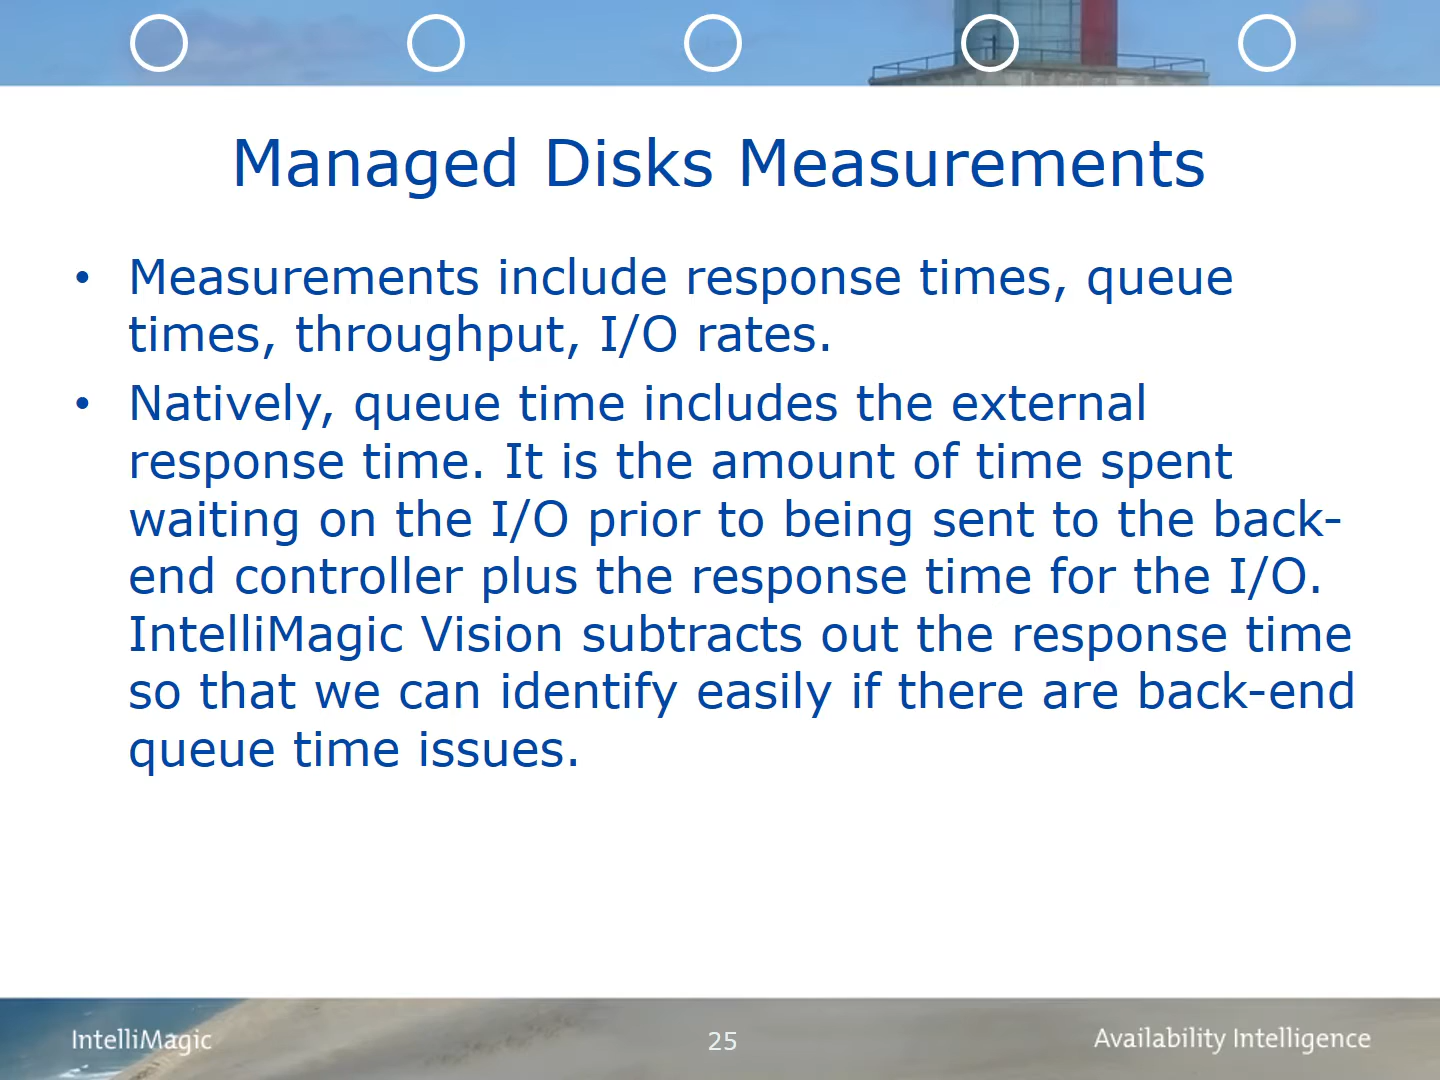 Managed Disks Measurements
• Measurements include response times, queue
times, throughput, I/O rates.
• Natively, queue time includes the external
response time. It is the amount of time spent
waiting on the I/O prior to being sent to the back-
end controller plus the response time for the I/O.
IntelliMagic Vision subtracts out the response time
so that we can identify easily if there are back-end
queue time issues.
IntelliMagic
25
Availability Intelligence